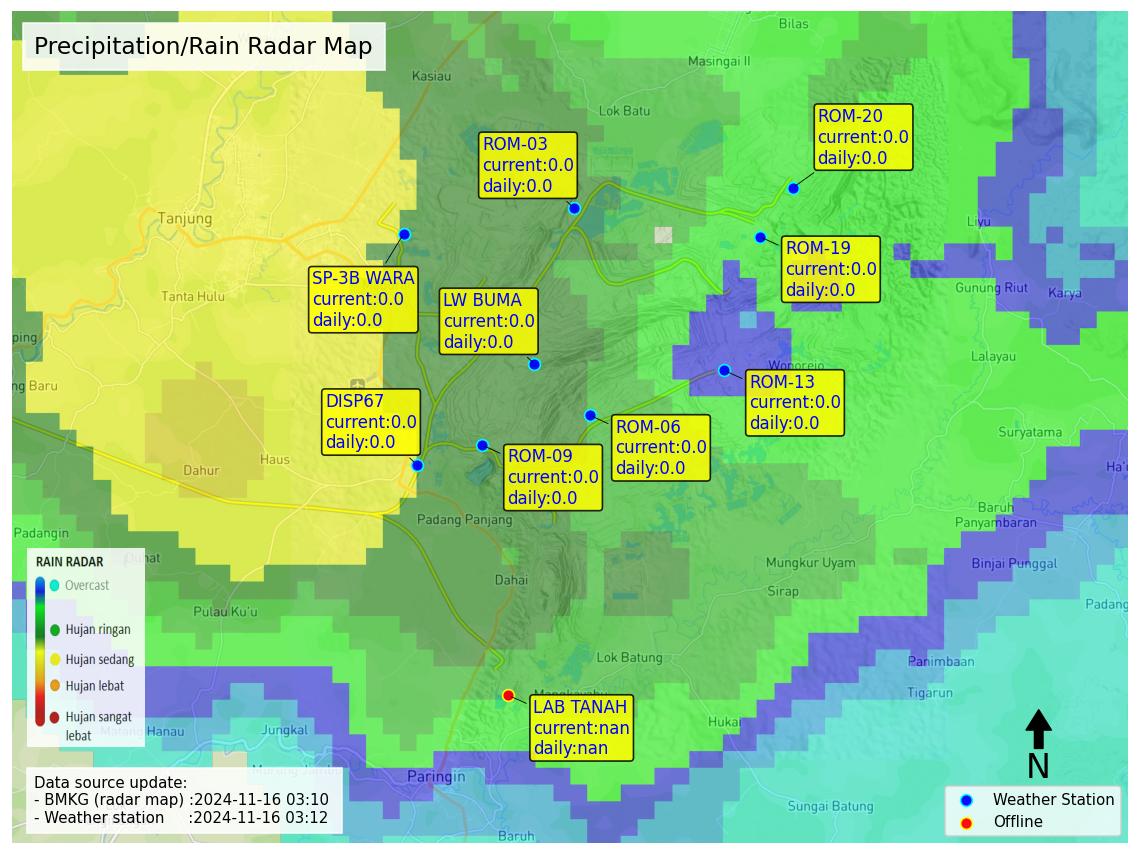 Precipitation/Rain Radar Map
Bilas
Masingai II
Kasiau
Lok Batu
ROM-20
current:0.0
daily:0.0
ROM-03
current:0.0
daily:0.0
Tanjung
Liyu
ROM-19
current:0.0
daily:0.0
SP-3B WARA
current:0.0
daily:0.0
Tanta Hulu
LW BUMA
current:0.0
daily:0.0
Gunung Riut
Karya
ping
Lalayau
Wonorejo
ng Baru
ROM-13
current:0.0
daily:0.0
DISP67
current:0.0
daily:0.0
ROM-06
current:0.0
daily:0.0
Suryatama
Haus
Dahur
ROM-09
current:0.0
daily:0.0
Ha'u
Baruh
Panyambaran
Padang Panjang
Padangin
Mungkur Uyam
Binjai Punggal
Dahai
Sirap
Padang
Pulau Ku'u
RAIN RADAR
Overcast
Hujan ringan
Hujan sedang
Hujan lebat
Hujan sangat
lebat
Lok Batung
Panimbaan
Tigarun
LAB TANAH
current:nan
daily:nan
Hukai
Matang Hanau
Jungkal
Murung Jambu
Paringin
Sungai Batung
Baruh
Data source update:
- BMKG (radar map) :2024-11-16 03:10
- Weather station :2024-11-16 03:12
N
Weather Station
Offline